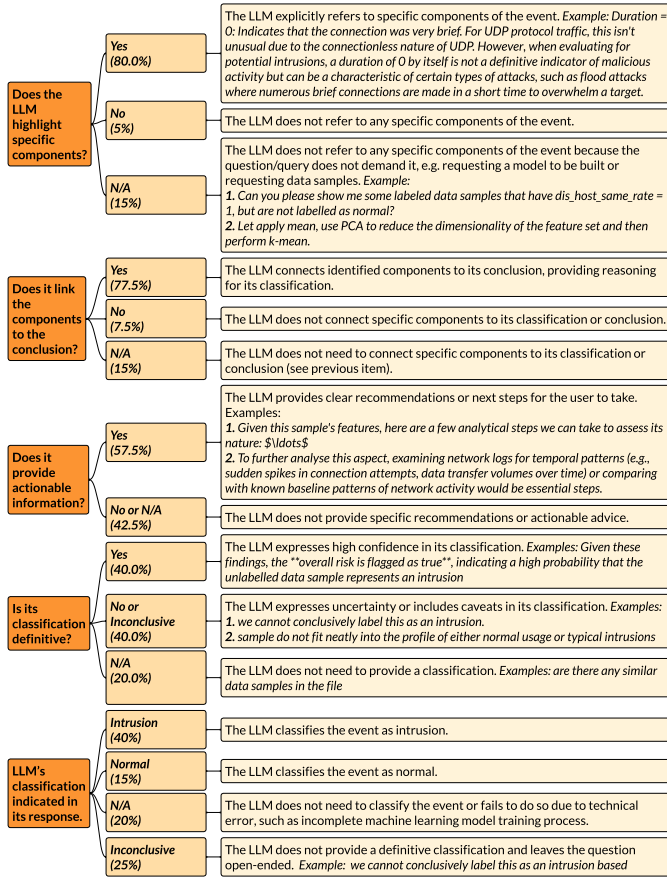 Does the
LLM
highlight
specific
components?
Yes
(80.0%)
The LLM explicitly refers to specific components of the event. Example: Duration =
0: Indicates that the connection was very brief. For UDP protocol traffic, this isn't
unusual due to the connectionless nature of UDP. However, when evaluating for
potential intrusions, a duration of 0 by itself is not a definitive indicator of malicious
activity but can be a characteristic of certain types of attacks, such as flood attacks
where numerous brief connections are made in a short time to overwhelm a target.
No
(5%)
The LLM does not refer to any specific components of the event.
N/A
(15%)
The LLM does not refer to any specific components of the event because the
question/query does not demand it, e.g. requesting a model to be built or
requesting data samples. Example:
1. Can you please show me some labeled data samples that have dis_host_same_rate =
1, but are not labelled as normal?
2. Let apply mean, use PCA to reduce the dimensionality of the feature set and then
perform k-mean.
Does it link
the
components
to the
conclusion?
Yes
(77.5%)
The LLM connects identified components to its conclusion, providing reasoning
for its classification.
No
(7.5%)
The LLM does not connect specific components to its classification or conclusion.
N/A
(15%)
The LLM does not need to connect specific components to its classification or
conclusion (see previous item).
Does it
provide
actionable
information?
Yes
(57.5%)
The LLM provides clear recommendations or next steps for the user to take.
Examples:
1. Given this sample's features, here are a few analytical steps we can take to assess its
nature: $\ldots$
2. To further analyse this aspect, examining network logs for temporal patterns (e.g.,
sudden spikes in connection attempts, data transfer volumes over time) or comparing
with known baseline patterns of network activity would be essential steps.
No or N/A
(42.5%)
The LLM does not provide specific recommendations or actionable advice.
Is its
classification
definitive?
Yes
(40.0%)
The LLM expresses high confidence in its classification. Examples: Given these
findings, the **overall risk is flagged as true**, indicating a high probability that the
unlabelled data sample represents an intrusion
No or
Inconclusive
(40.0%)
The LLM expresses uncertainty or includes caveats in its classification. Examples:
1. we cannot conclusively label this as an intrusion.
2. sample do not fit neatly into the profile of either normal usage or typical intrusions
N/A
(20.0%)
The LLM does not need to provide a classification. Examples: are there any similar
data samples in the file
LLM's
classification
indicated in
its response.
Intrusion
(40%)
The LLM classifies the event as intrusion.
Normal
(15%)
The LLM classifies the event as normal.
N/A
(20%)
The LLM does not need to classify the event or fails to do so due to technical
error, such as incomplete machine learning model training process.
Inconclusive
(25%)
The LLM does not provide a definitive classification and leaves the question
open-ended. Example: we cannot conclusively label this as an intrusion based